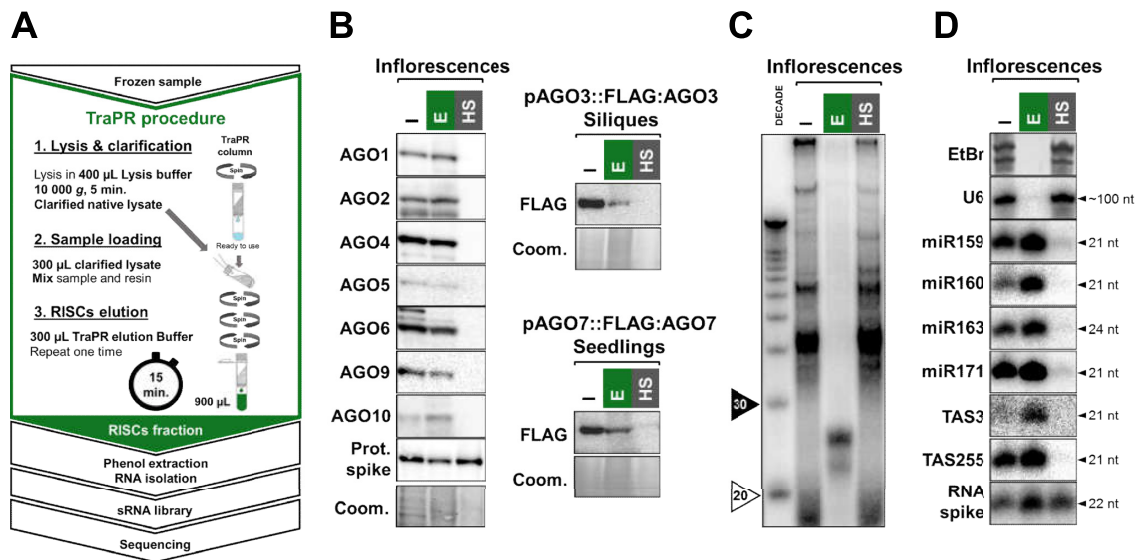 A
Frozen sample
TraPR procedure
1. Lysis & clarification
Lysis in 400 µL Lysis buffer
10 000 g, 5 min.
Clarified native lysate
2. Sample loading
300 µL clarified lysate
Mix sample and resin
3. RISCs elution
300 µL TraPR elution Buffer
Repeat one time
15
min.
TraPR
column
Spin
Ready to use
Spin
Spin
Spin
900 µL
RISCs fraction
Phenol extraction
RNA isolation
sRNA library
Sequencing
B
Inflorescences
– E HS
AGO1
AGO2
AGO4
AGO5
AGO6
AGO9
AGO10
Prot.
spike
Coom.
pAGO3::FLAG:AGO3
Siliques
– E HS
FLAG
Coom.
pAGO7::FLAG:AGO7
Seedlings
– E HS
FLAG
Coom.
C
Inflorescences
DECADE – E HS
30
20
D
Inflorescences
– E HS
EtBr
U6 ~100 nt
miR159 21 nt
miR160 21 nt
miR163 24 nt
miR171 21 nt
TAS3 21 nt
TAS255 21 nt
RNA
spike 22 nt